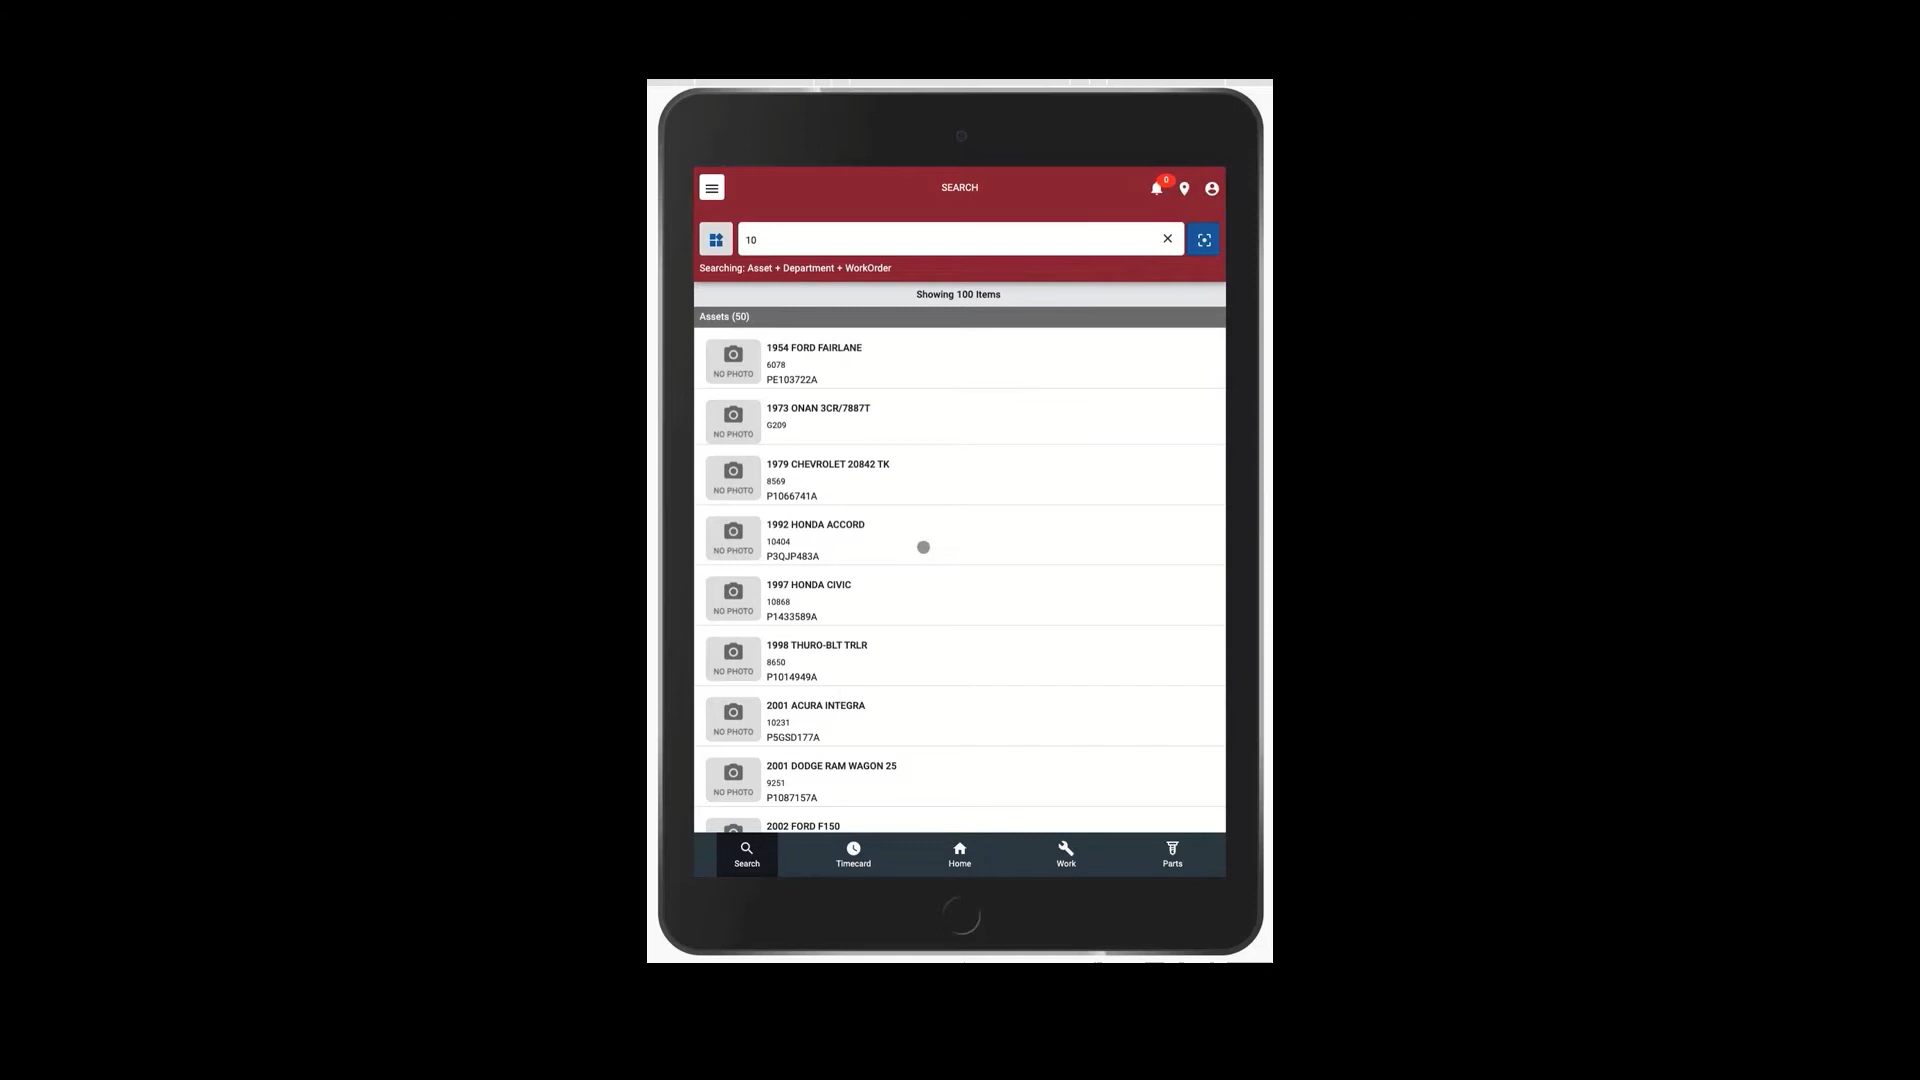 SEARCH
0
10
Searching: Asset + Department + WorkOrder
Showing 100 Items
Assets (50)
NO PHOTO
1954 FORD FAIRLANE
6078
PE103722A
NO PHOTO
1973 ONAN 3CR/7887T
G209
NO PHOTO
1979 CHEVROLET 20842 TK
8569
P1066741A
NO PHOTO
1992 HONDA ACCORD
10404
P3QJP483A
NO PHOTO
1997 HONDA CIVIC
10868
P1433589A
NO PHOTO
1998 THURO-BLT TRLR
8650
P1014949A
NO PHOTO
2001 ACURA INTEGRA
10231
P5GSD177A
NO PHOTO
2001 DODGE RAM WAGON 25
9251
P1087157A
2002 FORD F150
Search
Timecard
Home
Work
Parts